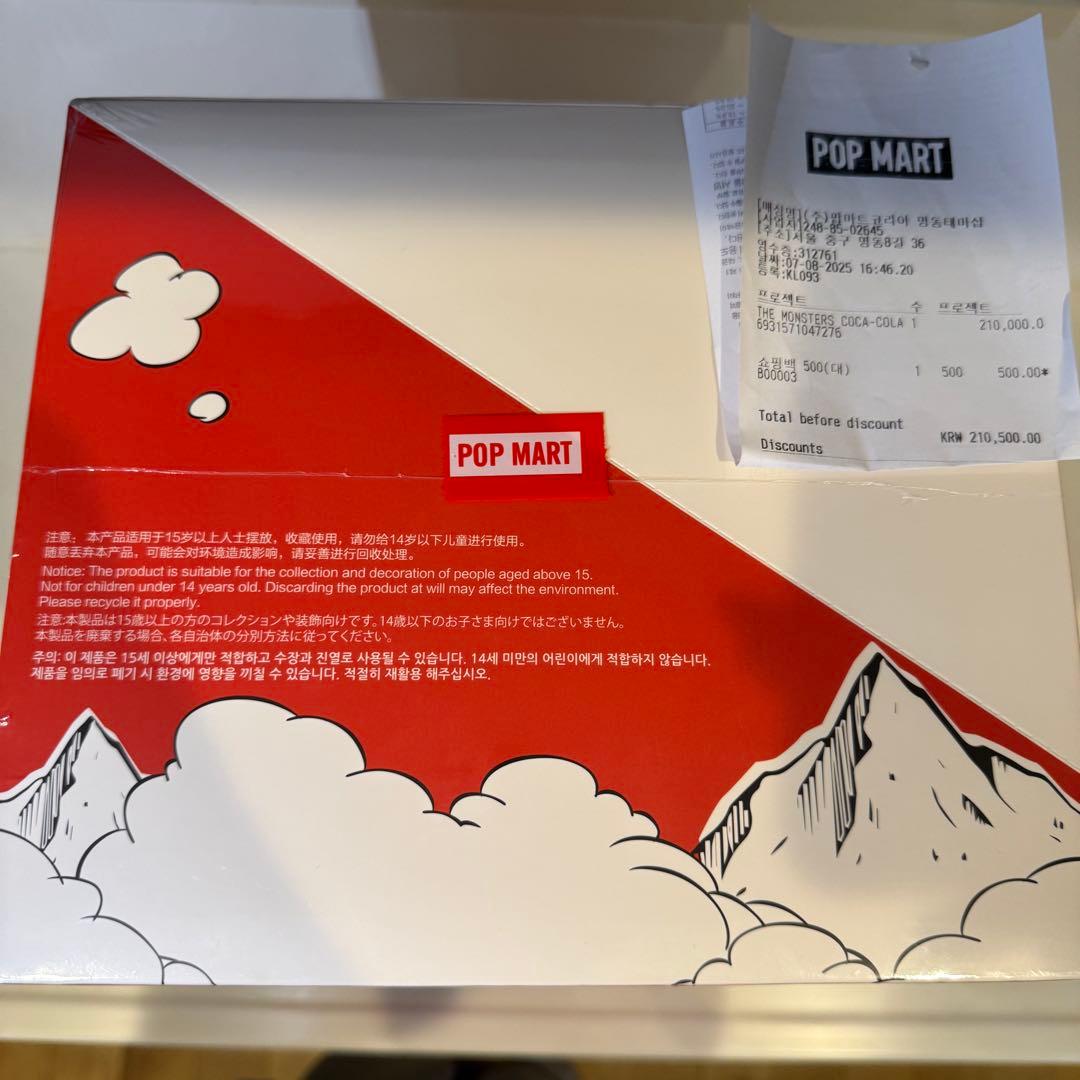 POP MART
[매장명](주)팝마트코리아 명동테마샵
[사업자]248-85-02645
[주소]서울 중구 명동8길 36
영수증:312761
날짜:07-08-2025 16:46.20
등록:KL093
프로젝트 수 프로젝트
THE MONSTERS COCA-COLA 1 210,000.0
6931571047276
쇼핑백 500(대) 1 500 500.00*
B00003
Total before discount
KRW 210,500.00
Discounts
POP MART
注意： 本产品适用于15岁以上人士摆放，收藏使用，请勿给14岁以下儿童进行使用。
随意丢弃本产品，可能会对环境造成影响，请妥善进行回收处理。
Notice: The product is suitable for the collection and decoration of people aged above 15.
Not for children under 14 years old. Discarding the product at will may affect the environment.
Please recycle it properly.
注意:本製品は15歳以上の方のコレクションや装飾向けです。14歳以下のお子さま向けではございません。
本製品を廃棄する場合、各自治体の分別方法に従ってください。
주의: 이 제품은 15세 이상에게만 적합하고 수장과 진열로 사용될 수 있습니다. 14세 미만의 어린이에게 적합하지 않습니다.
제품을 임의로 폐기 시 환경에 영향을 끼칠 수 있습니다. 적절히 재활용 해주십시오.